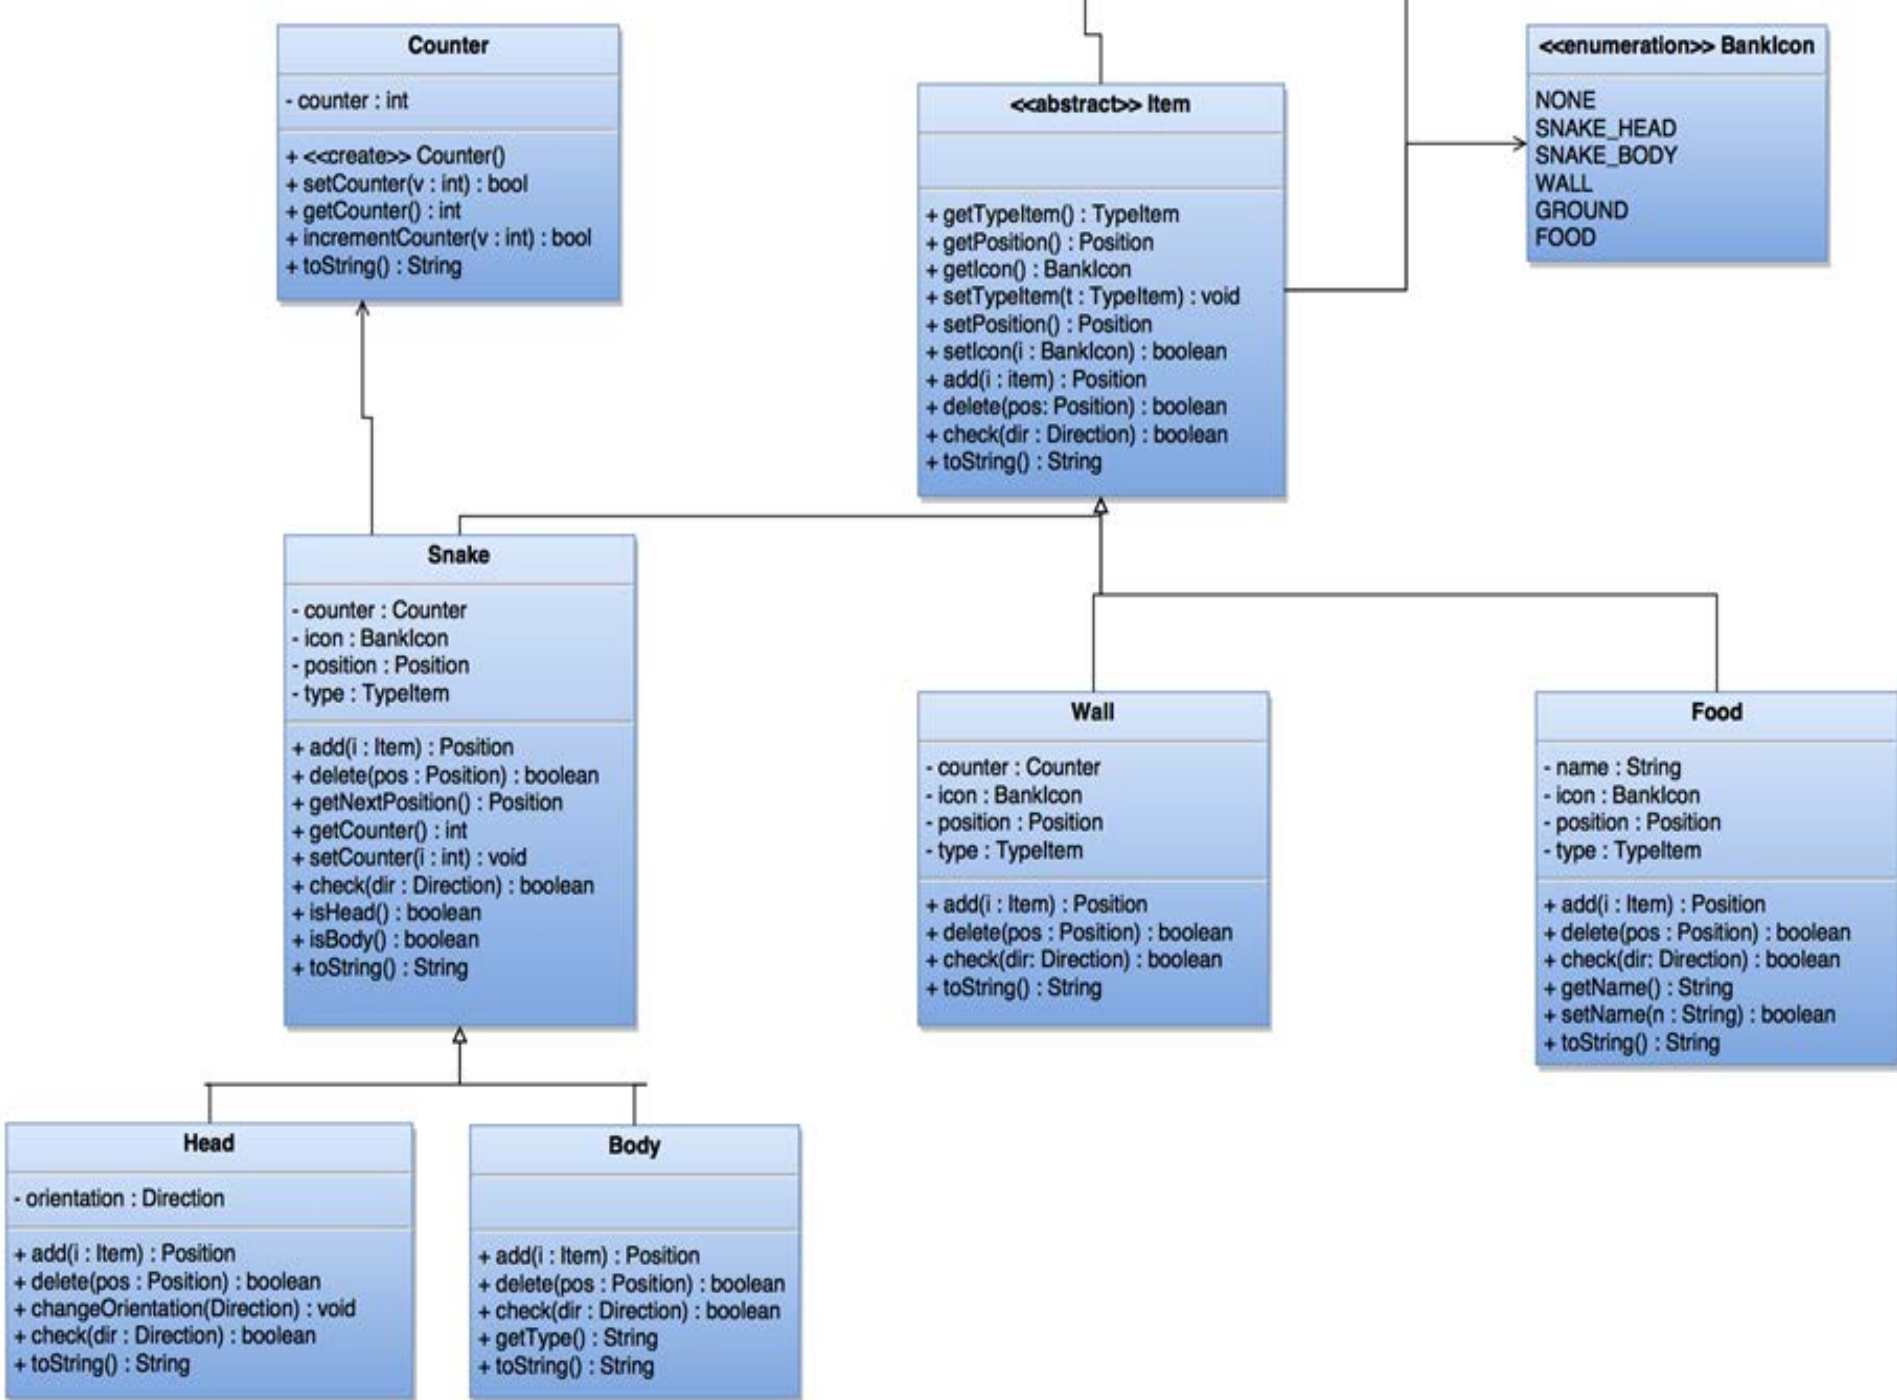 Counter
- counter : int
+ <<create>> Counter()
+ setCounter(v : int) : bool
+ getCounter() : int
+ incrementCounter(v : int) : bool
+ toString() : String
<<abstract>> Item
+ getTypeItem() : TypeItem
+ getPosition() : Position
+ getIcon() : BankIcon
+ setTypeItem(t : TypeItem) : void
+ setPosition() : Position
+ setIcon(i : BankIcon) : boolean
+ add(i : item) : Position
+ delete(pos: Position) : boolean
+ check(dir : Direction) : boolean
+ toString() : String
<<enumeration>> BankIcon
NONE
SNAKE_HEAD
SNAKE_BODY
WALL
GROUND
FOOD
Snake
- counter : Counter
- icon : BankIcon
- position : Position
- type : TypeItem
+ add(i : Item) : Position
+ delete(pos : Position) : boolean
+ getNextPosition() : Position
+ getCounter() : int
+ setCounter(i : int) : void
+ check(dir : Direction) : boolean
+ isHead() : boolean
+ isBody() : boolean
+ toString() : String
Wall
- counter : Counter
- icon : BankIcon
- position : Position
- type : TypeItem
+ add(i : Item) : Position
+ delete(pos : Position) : boolean
+ check(dir: Direction) : boolean
+ toString() : String
Food
- name : String
- icon : BankIcon
- position : Position
- type : TypeItem
+ add(i : Item) : Position
+ delete(pos : Position) : boolean
+ check(dir: Direction) : boolean
+ getName() : String
+ setName(n : String) : boolean
+ toString() : String
Head
- orientation : Direction
+ add(i : Item) : Position
+ delete(pos : Position) : boolean
+ changeOrientation(Direction) : void
+ check(dir : Direction) : boolean
+ toString() : String
Body
+ add(i : Item) : Position
+ delete(pos : Position) : boolean
+ check(dir : Direction) : boolean
+ getType() : String
+ toString() : String